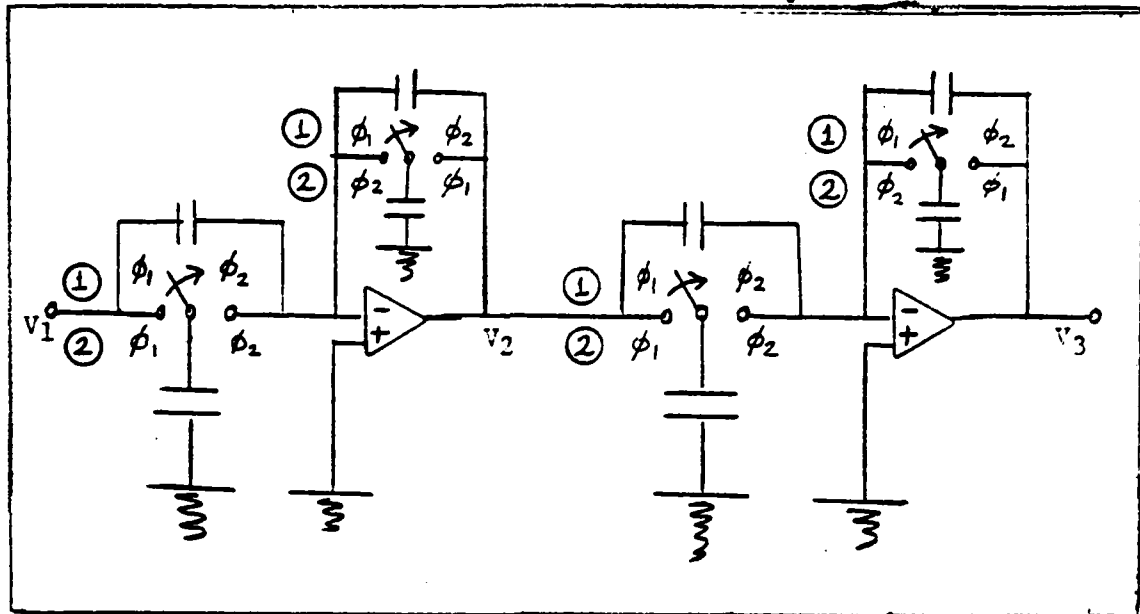 ① φ₁ φ₂
② φ₂ φ₁
① φ₁ φ₂
② φ₂ φ₁
① φ₁ φ₂
V1 ② φ₁ φ₂
- +
V2
① φ₁ φ₂
② φ₁ φ₂
- +
V3